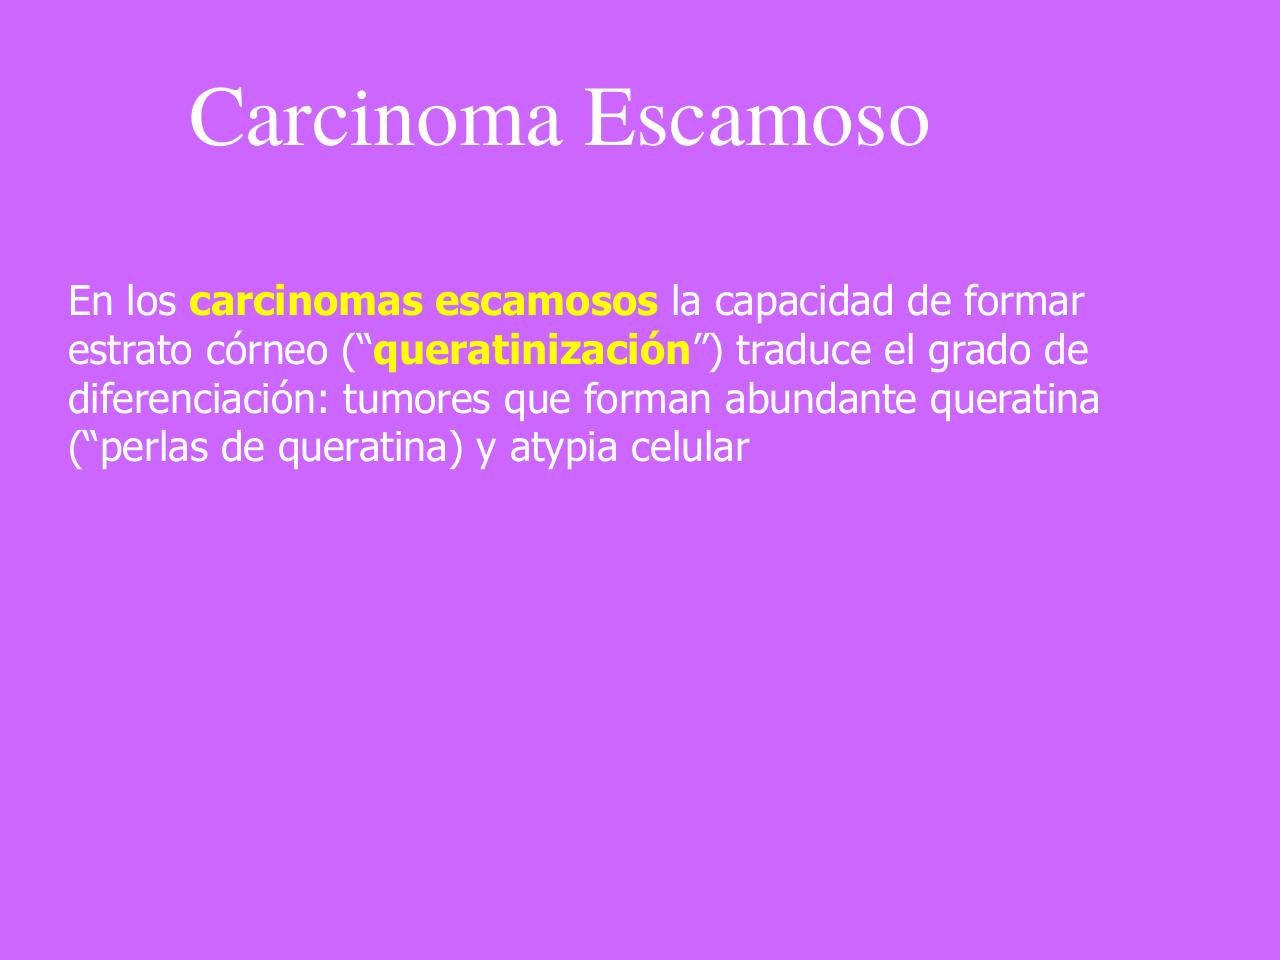 Carcinoma Escamoso
En los carcinomas escamosos la capacidad de formar
estrato córneo (“queratinización”) traduce el grado de
diferenciación: tumores que forman abundante queratina
(“perlas de queratina) y atypia celular